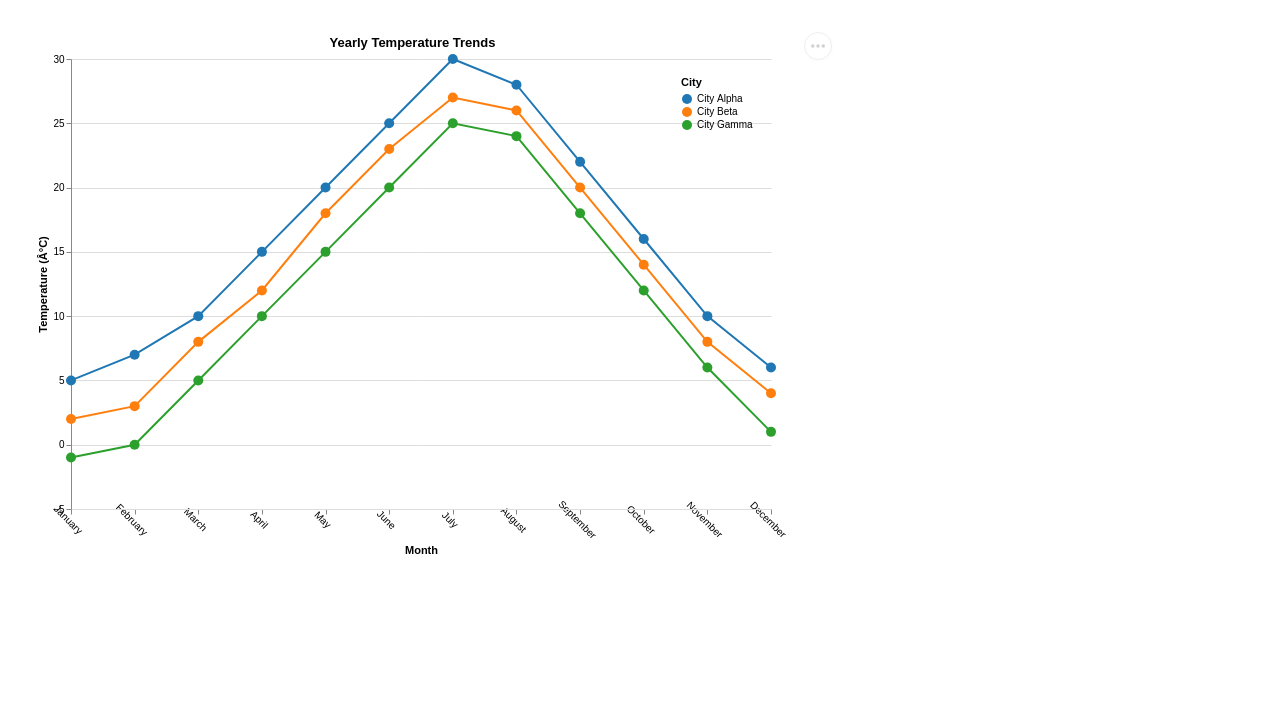 Yearly Temperature Trends
City
City Alpha
City Beta
City Gamma
30
25
20
15
10
5
0
Temperature (Â°C)
January
February
March
April
May
June
July
August
September
October
November
December
Month